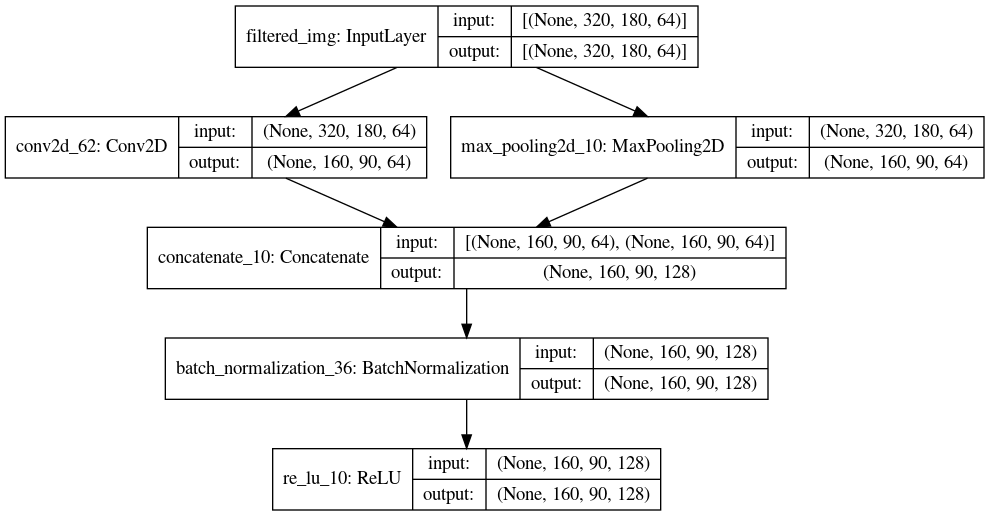 filtered_img: InputLayer
input: [(None, 320, 180, 64)]
output: [(None, 320, 180, 64)]
conv2d_62: Conv2D
input: (None, 320, 180, 64)
output: (None, 160, 90, 64)
max_pooling2d_10: MaxPooling2D
input: (None, 320, 180, 64)
output: (None, 160, 90, 64)
concatenate_10: Concatenate
input: [(None, 160, 90, 64), (None, 160, 90, 64)]
output: (None, 160, 90, 128)
batch_normalization_36: BatchNormalization
input: (None, 160, 90, 128)
output: (None, 160, 90, 128)
re_lu_10: ReLU
input: (None, 160, 90, 128)
output: (None, 160, 90, 128)